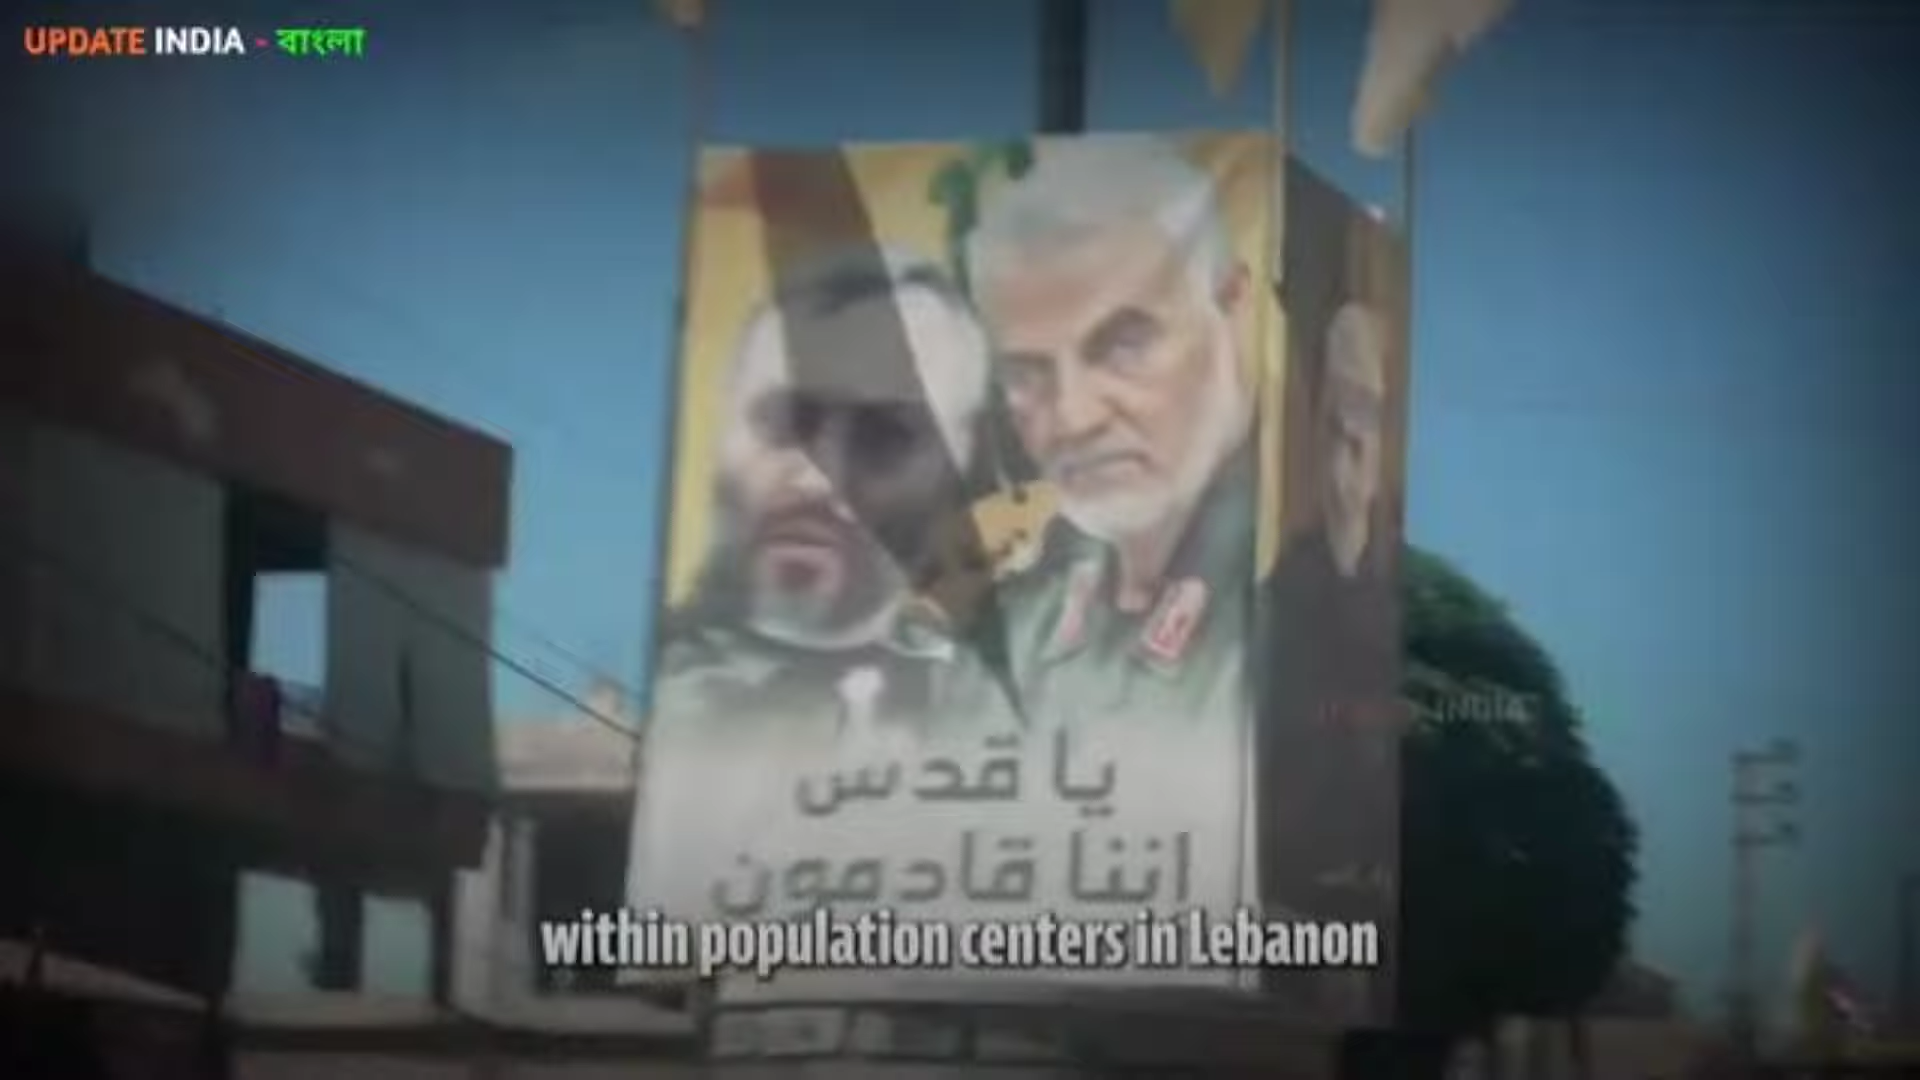 UPDATE INDIA - বাংলা
يا قدس
اننا قادمون
within population centers in Lebanon